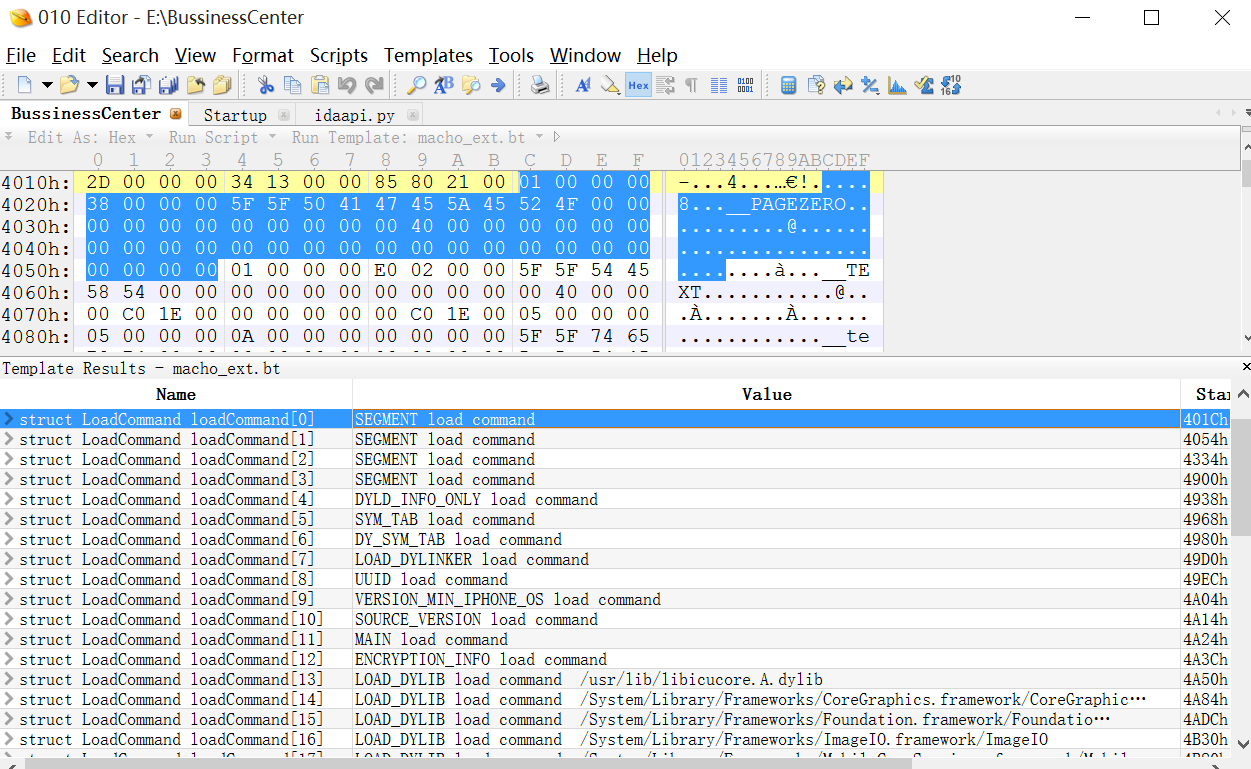 010 Editor - E:\BussinessCenter
File Edit Search View Format Scripts Templates Tools Window Help
BussinessCenter Startup idaapi.py
Edit As: Hex Run Script Run Template: macho_ext.bt
0 1 2 3 4 5 6 7 8 9 A B C D E F 0123456789ABCDEF
4010h: 2D 00 00 00 34 13 00 00 85 80 21 00 01 00 00 00 -...4...…€!.....
4020h: 38 00 00 00 5F 5F 50 41 47 45 5A 45 52 4F 00 00 8...__PAGEZERO..
4030h: 00 00 00 00 00 00 00 00 00 40 00 00 00 00 00 00 .........@......
4040h: 00 00 00 00 00 00 00 00 00 00 00 00 00 00 00 00 ................
4050h: 00 00 00 00 01 00 00 00 E0 02 00 00 5F 5F 54 45 ........à...__TE
4060h: 58 54 00 00 00 00 00 00 00 00 00 00 00 40 00 00 XT...........@..
4070h: 00 C0 1E 00 00 00 00 00 00 C0 1E 00 05 00 00 00 .À.......À......
4080h: 05 00 00 00 0A 00 00 00 00 00 00 00 5F 5F 74 65 ............__te
Template Results - macho_ext.bt
Name Value Star
struct LoadCommand loadCommand[0] SEGMENT load command 401Ch
struct LoadCommand loadCommand[1] SEGMENT load command 4054h
struct LoadCommand loadCommand[2] SEGMENT load command 4334h
struct LoadCommand loadCommand[3] SEGMENT load command 4900h
struct LoadCommand loadCommand[4] DYLD_INFO_ONLY load command 4938h
struct LoadCommand loadCommand[5] SYM_TAB load command 4968h
struct LoadCommand loadCommand[6] DY_SYM_TAB load command 4980h
struct LoadCommand loadCommand[7] LOAD_DYLINKER load command 49D0h
struct LoadCommand loadCommand[8] UUID load command 49ECh
struct LoadCommand loadCommand[9] VERSION_MIN_IPHONE_OS load command 4A04h
struct LoadCommand loadCommand[10] SOURCE_VERSION load command 4A14h
struct LoadCommand loadCommand[11] MAIN load command 4A24h
struct LoadCommand loadCommand[12] ENCRYPTION_INFO load command 4A3Ch
struct LoadCommand loadCommand[13] LOAD_DYLIB load command /usr/lib/libicucore.A.dylib 4A50h
struct LoadCommand loadCommand[14] LOAD_DYLIB load command /System/Library/Frameworks/CoreGraphics.framework/CoreGraphic… 4A84h
struct LoadCommand loadCommand[15] LOAD_DYLIB load command /System/Library/Frameworks/Foundation.framework/Foundatio… 4ADCh
struct LoadCommand loadCommand[16] LOAD_DYLIB load command /System/Library/Frameworks/ImageIO.framework/ImageIO 4B30h